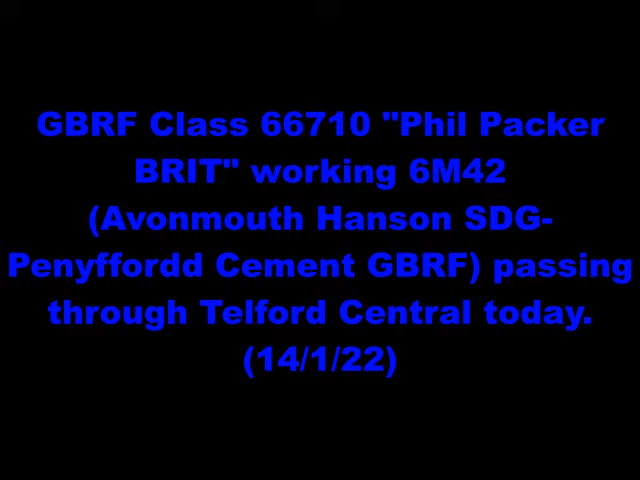 GBRF Class 66710 "Phil Packer
BRIT" working 6M42
(Avonmouth Hanson SDG-
Penyffordd Cement GBRF) passing
through Telford Central today.
(14/1/22)